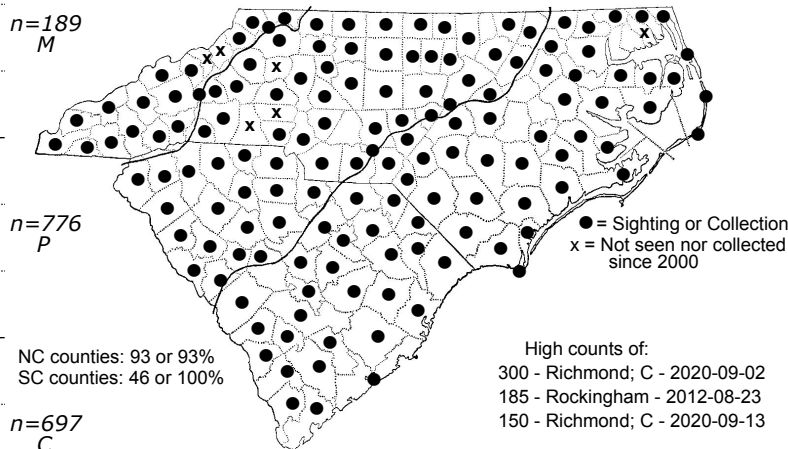 n=189
M
n=776
P
n=697
C
● = Sighting or Collection
x = Not seen nor collected
since 2000
NC counties: 93 or 93%
SC counties: 46 or 100%
High counts of:
300 - Richmond; C - 2020-09-02
185 - Rockingham - 2012-08-23
150 - Richmond; C - 2020-09-13
x
x
x
x
x
x